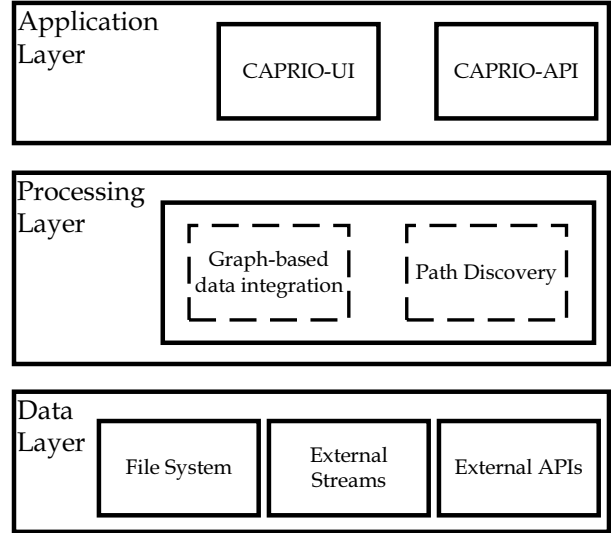 Application
Layer
CAPRIO-UI
CAPRIO-API
Processing
Layer
Graph-based
data integration
Path Discovery
Data
Layer
File System
External
Streams
External APIs